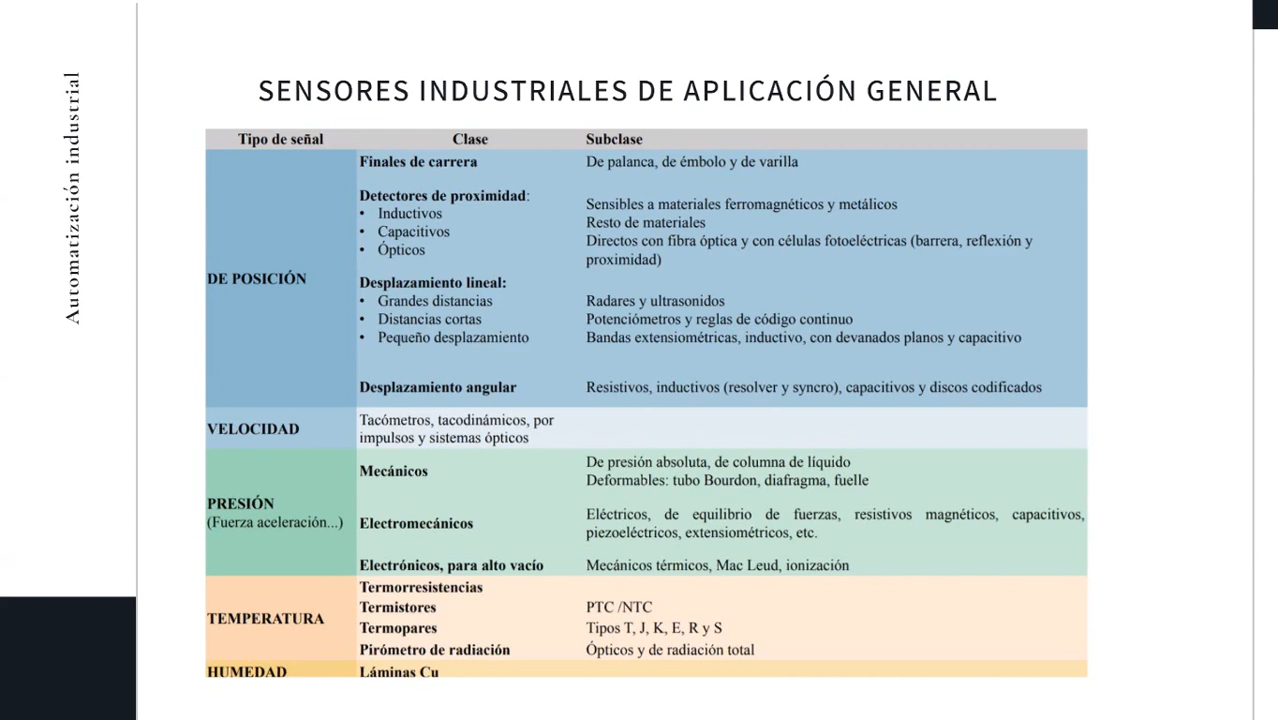 Automatización industrial
SENSORES INDUSTRIALES DE APLICACIÓN GENERAL
Tipo de señal Clase Subclase
DE POSICIÓN
Finales de carrera De palanca, de émbolo y de varilla
Detectores de proximidad:
• Inductivos Sensibles a materiales ferromagnéticos y metálicos
• Capacitivos Resto de materiales
• Ópticos Directos con fibra óptica y con células fotoeléctricas (barrera, reflexión y
proximidad)
Desplazamiento lineal:
• Grandes distancias Radares y ultrasonidos
• Distancias cortas Potenciómetros y reglas de código continuo
• Pequeño desplazamiento Bandas extensiométricas, inductivo, con devanados planos y capacitivo
Desplazamiento angular Resistivos, inductivos (resolver y syncro), capacitivos y discos codificados
VELOCIDAD
Tacómetros, tacodinámicos, por
impulsos y sistemas ópticos
PRESIÓN
(Fuerza aceleración...)
Mecánicos
De presión absoluta, de columna de líquido
Deformables: tubo Bourdon, diafragma, fuelle
Electromecánicos
Eléctricos, de equilibrio de fuerzas, resistivos magnéticos, capacitivos,
piezoeléctricos, extensiométricos, etc.
Electrónicos, para alto vacío Mecánicos térmicos, Mac Leud, ionización
TEMPERATURA
Termorresistencias
Termistores PTC /NTC
Termopares Tipos T, J, K, E, R y S
Pirómetro de radiación Ópticos y de radiación total
HUMEDAD Láminas Cu